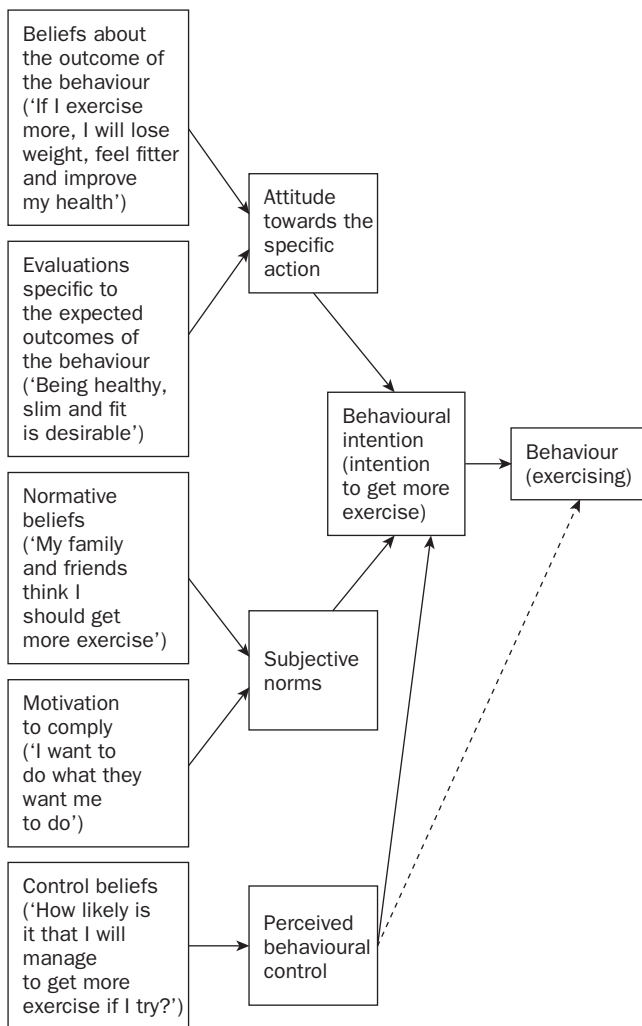 Beliefs about
the outcome of
the behaviour
(‘If I exercise
more, I will lose
weight, feel fitter
and improve
my health’)
Evaluations
specific to
the expected
outcomes of
the behaviour
(‘Being healthy,
slim and fit
is desirable’)
Normative
beliefs
(‘My family
and friends
think I
should get
more exercise’)
Motivation
to comply
(‘I want to
do what they
want me
to do’)
Control beliefs
(‘How likely is
it that I will
manage
to get more
exercise if I try?’)
Attitude
towards the
specific
action
Subjective
norms
Perceived
behavioural
control
Behavioural
intention
(intention
to get more
exercise)
Behaviour
(exercising)